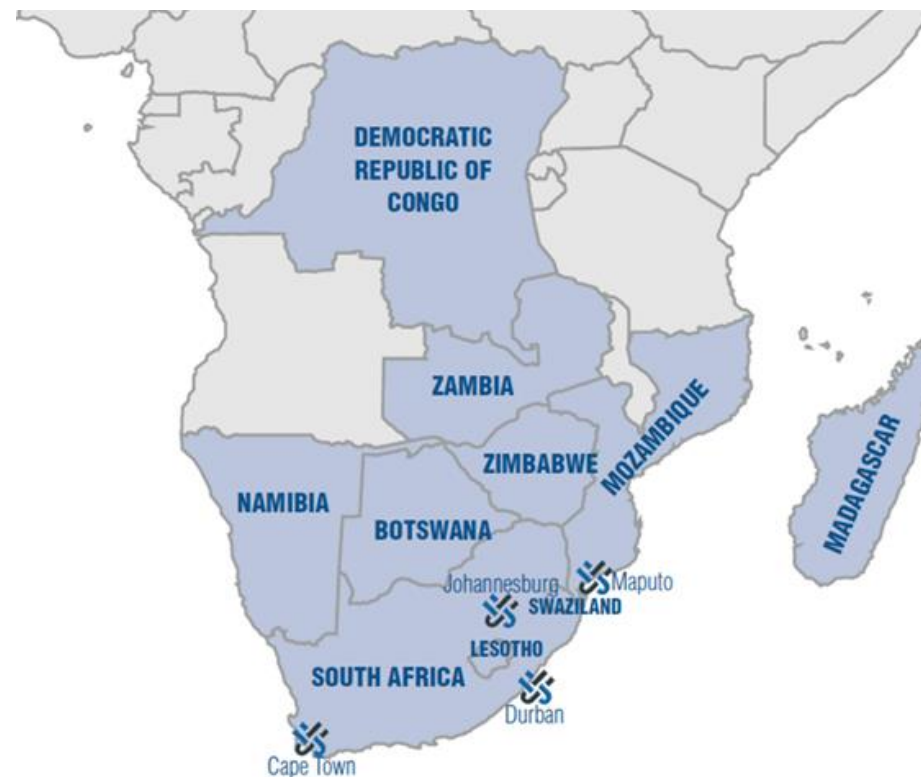 DEMOCRATIC
REPUBLIC OF
CONGO
ZAMBIA
MOZAMBIQUE
ZIMBABWE
MADAGASCAR
NAMIBIA
BOTSWANA
Johannesburg
Maputo
SWAZILAND
LESOTHO
SOUTH AFRICA
Durban
Cape Town